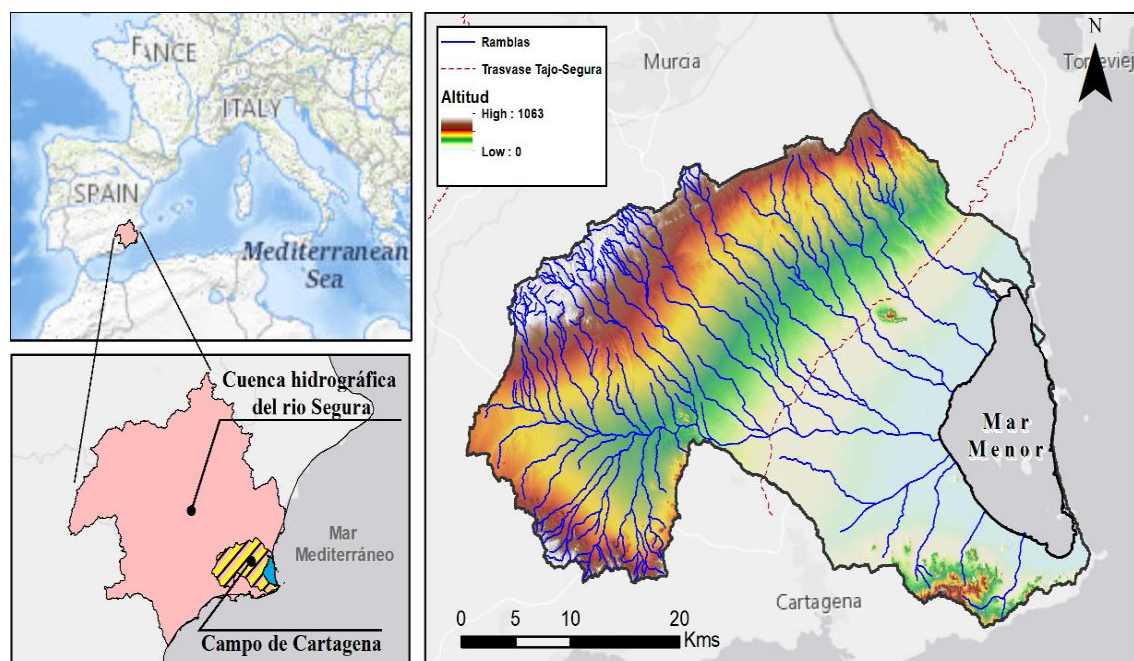 FRANCE
ITALY
SPAIN
Mediterranean
Sea
Cuenca hidrográfica
del rio Segura
Mar
Mediterráneo
Campo de Cartagena
Ramblas
Trasvase Tajo-Segura
Altitud
High : 1063
Low : 0
Murcia
N
Mar
Menor
Cartagena
0 5 10 20
Kms